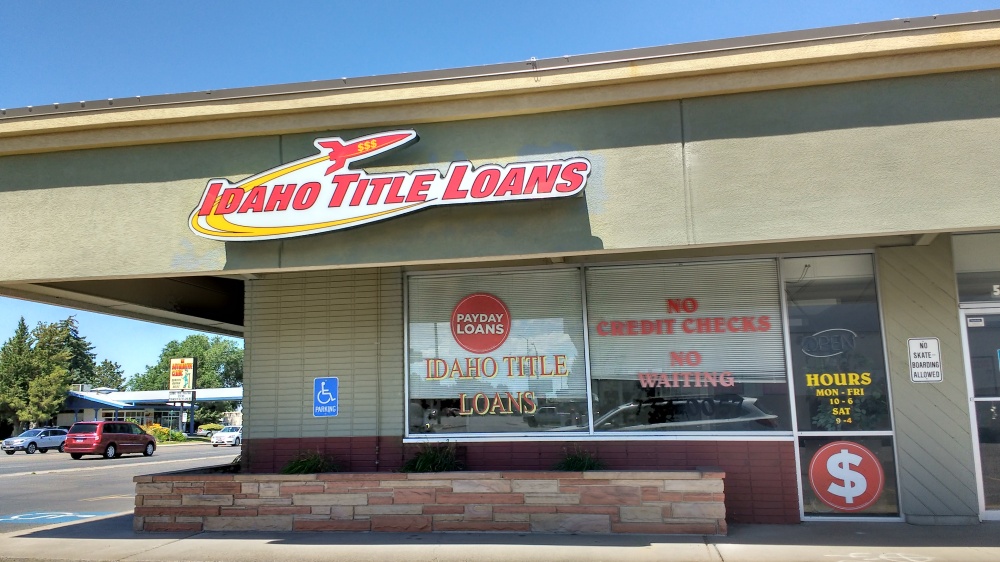 $$$
IDAHO TITLE LOANS
PAYDAY
LOANS
IDAHO TITLE
LOANS
NO
CREDIT CHECKS
NO
WAITING
OPEN
HOURS
MON - FRI
10 - 6
SAT
9 - 4
$
NO
SKATE-
BOARDING
ALLOWED
PARKING
5